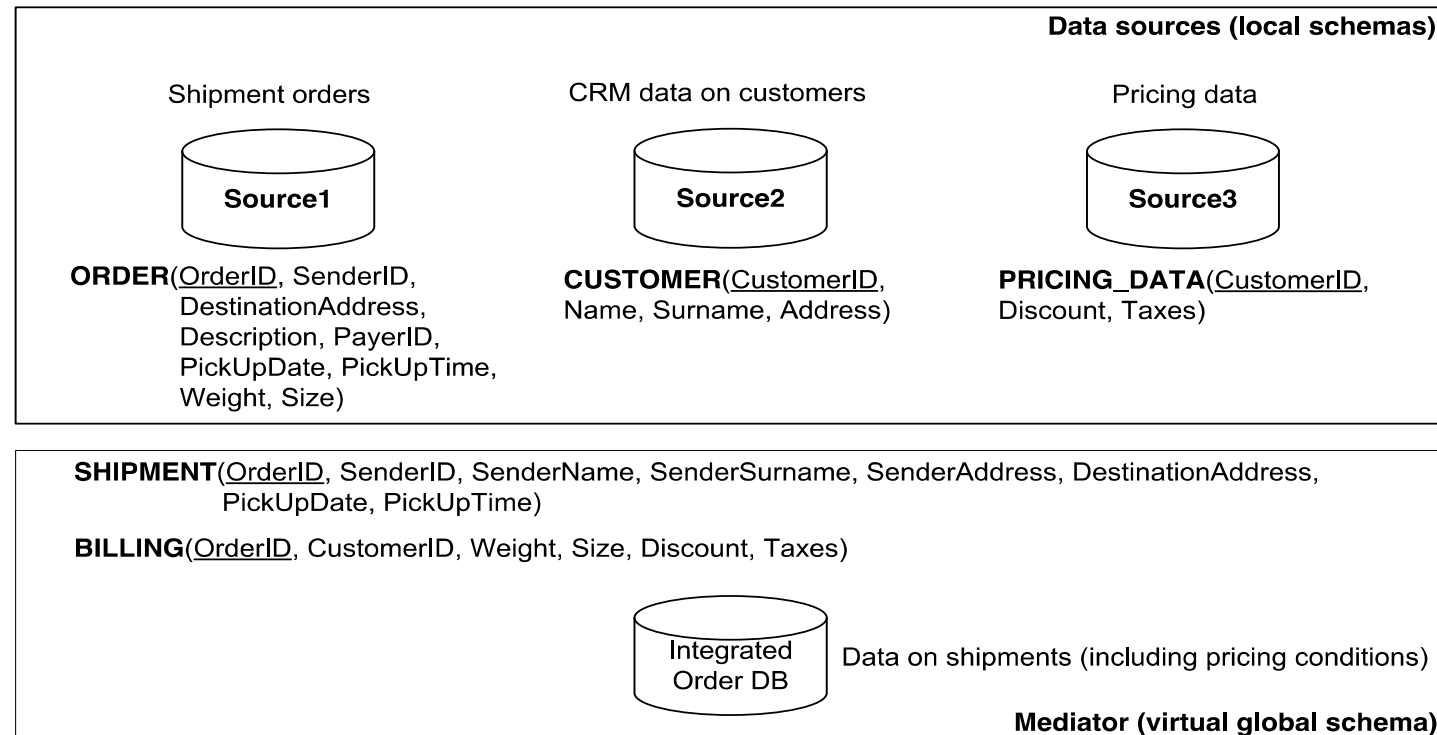 Data sources (local schemas)
Shipment orders
CRM data on customers
Pricing data
Source1
Source2
Source3
ORDER(OrderID, SenderID,
DestinationAddress,
Description, PayerID,
PickUpDate, PickUpTime,
Weight, Size)
CUSTOMER(CustomerID,
Name, Surname, Address)
PRICING_DATA(CustomerID,
Discount, Taxes)
SHIPMENT(OrderID, SenderID, SenderName, SenderSurname, SenderAddress, DestinationAddress,
PickUpDate, PickUpTime)
BILLING(OrderID, CustomerID, Weight, Size, Discount, Taxes)
Integrated
Order DB
Data on shipments (including pricing conditions)
Mediator (virtual global schema)